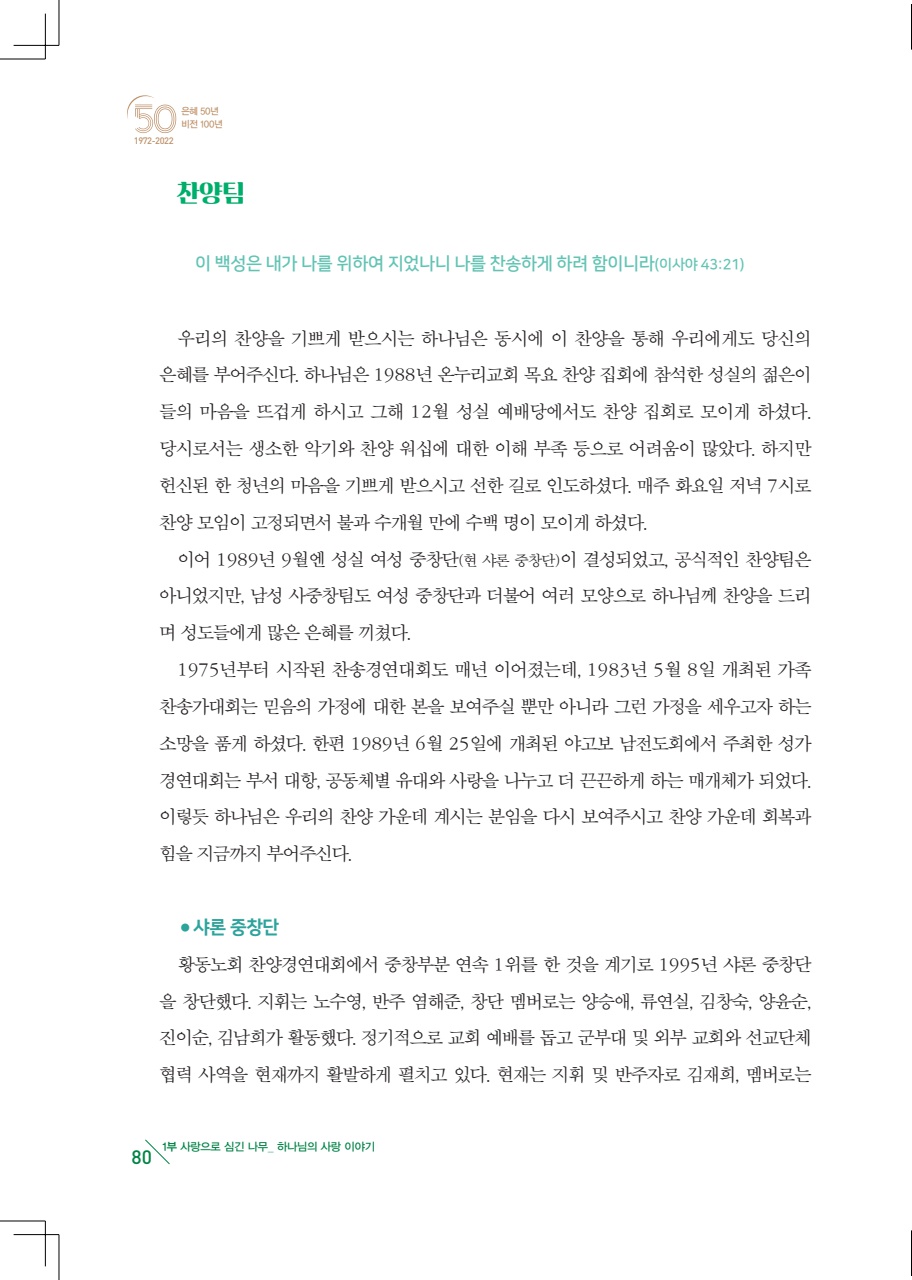 50
은혜 50년
비전 100년
1972-2022
찬양팀
이 백성은 내가 나를 위하여 지었나니 나를 찬송하게 하려 함이니라(이사야 43:21)
우리의 찬양을 기쁘게 받으시는 하나님은 동시에 이 찬양을 통해 우리에게도 당신의
은혜를 부어주신다. 하나님은 1988년 온누리교회 목요 찬양 집회에 참석한 성실의 젊은이
들의 마음을 뜨겁게 하시고 그해 12월 성실 예배당에서도 찬양 집회로 모이게 하셨다.
당시로서는 생소한 악기와 찬양 워십에 대한 이해 부족 등으로 어려움이 많았다. 하지만
헌신된 한 청년의 마음을 기쁘게 받으시고 선한 길로 인도하셨다. 매주 화요일 저녁 7시로
찬양 모임이 고정되면서 불과 수개월 만에 수백 명이 모이게 하셨다.
이어 1989년 9월엔 성실 여성 중창단(현 샤론 중창단)이 결성되었고, 공식적인 찬양팀은
아니었지만, 남성 사중창팀도 여성 중창단과 더불어 여러 모양으로 하나님께 찬양을 드리
며 성도들에게 많은 은혜를 끼쳤다.
1975년부터 시작된 찬송경연대회도 매년 이어졌는데, 1983년 5월 8일 개최된 가족
찬송가대회는 믿음의 가정에 대한 본을 보여주실 뿐만 아니라 그런 가정을 세우고자 하는
소망을 품게 하셨다. 한편 1989년 6월 25일에 개최된 야고보 남전도회에서 주최한 성가
경연대회는 부서 대항, 공동체별 유대와 사랑을 나누고 더 끈끈하게 하는 매개체가 되었다.
이렇듯 하나님은 우리의 찬양 가운데 계시는 분임을 다시 보여주시고 찬양 가운데 회복과
힘을 지금까지 부어주신다.
● 샤론 중창단
황동노회 찬양경연대회에서 중창부분 연속 1위를 한 것을 계기로 1995년 샤론 중창단
을 창단했다. 지휘는 노수영, 반주 염해준, 창단 멤버로는 양승애, 류연실, 김창숙, 양윤순,
진이순, 김남희가 활동했다. 정기적으로 교회 예배를 돕고 군부대 및 외부 교회와 선교단체
협력 사역을 현재까지 활발하게 펼치고 있다. 현재는 지휘 및 반주자로 김재희, 멤버로는
80 1부 사랑으로 심긴 나무_ 하나님의 사랑 이야기